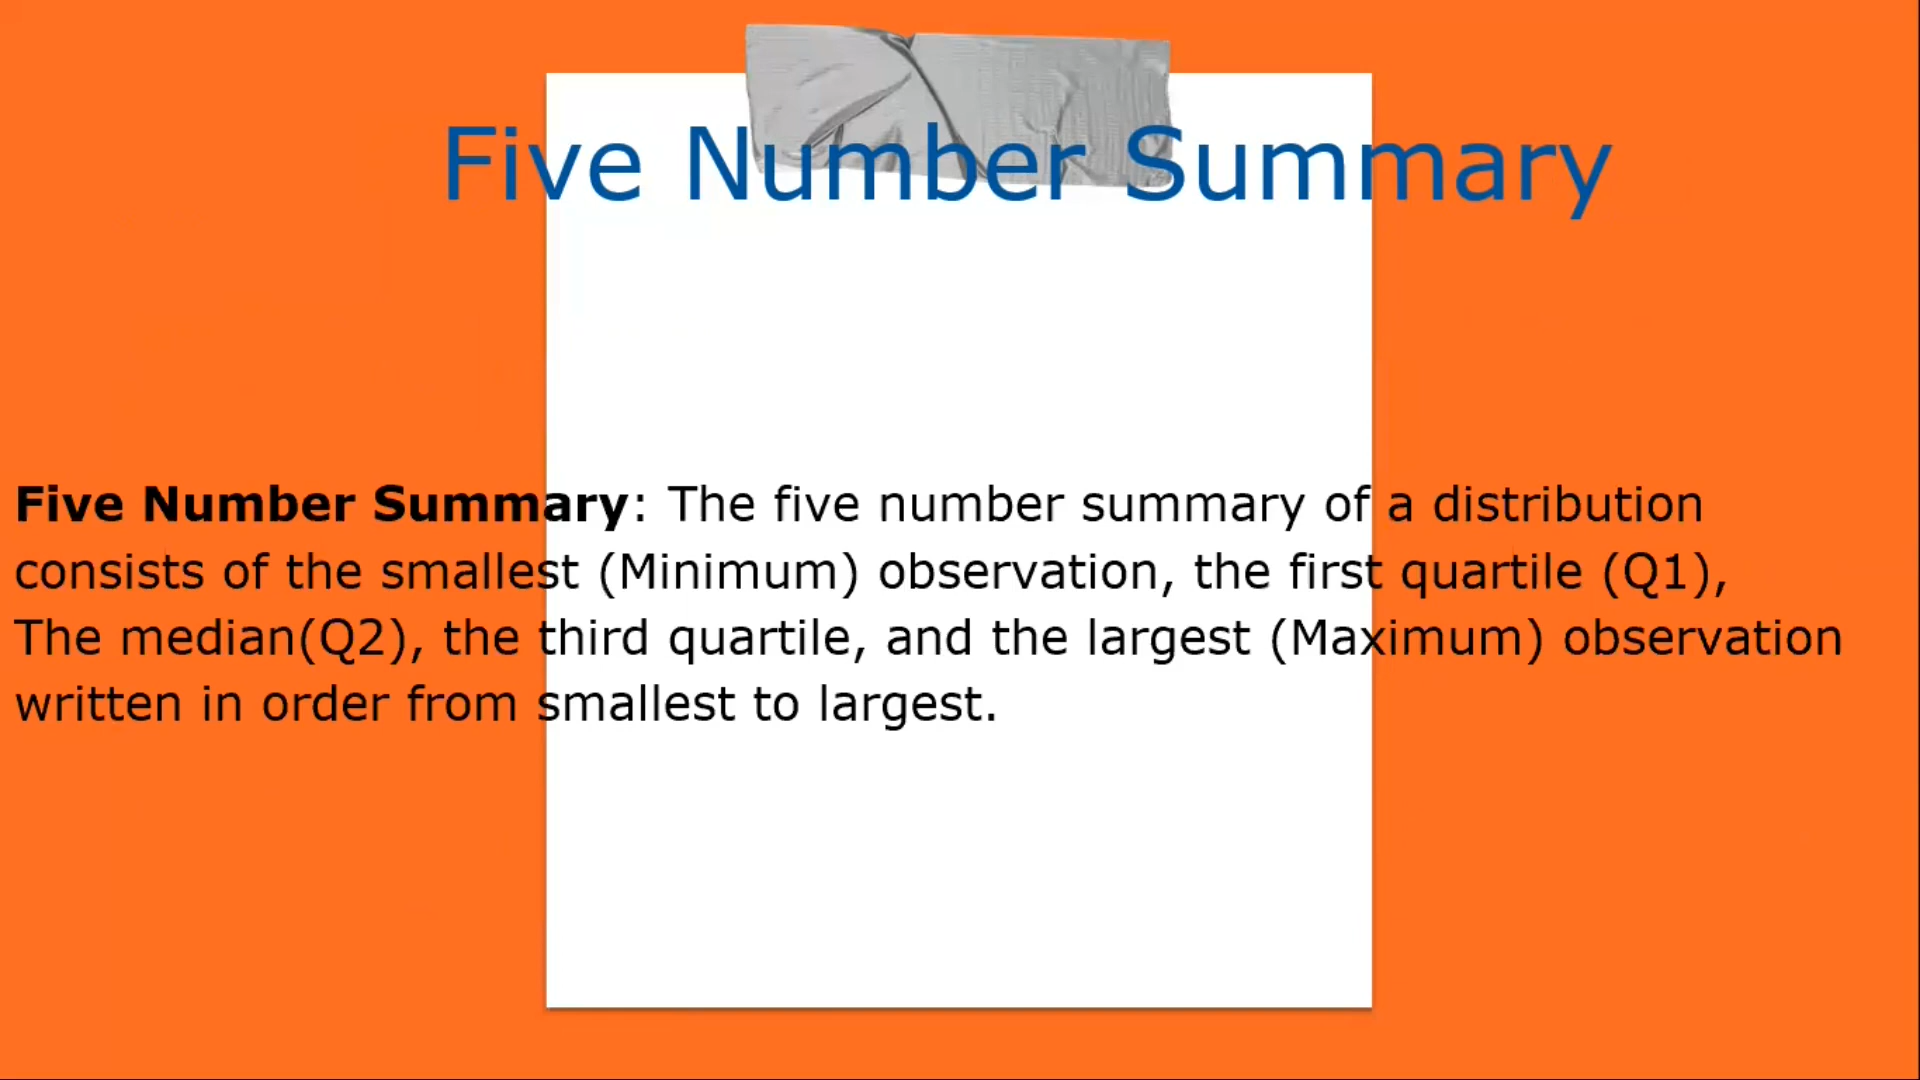 Five Number Summary
Five Number Summary: The five number summary of a distribution
consists of the smallest (Minimum) observation, the first quartile (Q1),
The median(Q2), the third quartile, and the largest (Maximum) observation
written in order from smallest to largest.